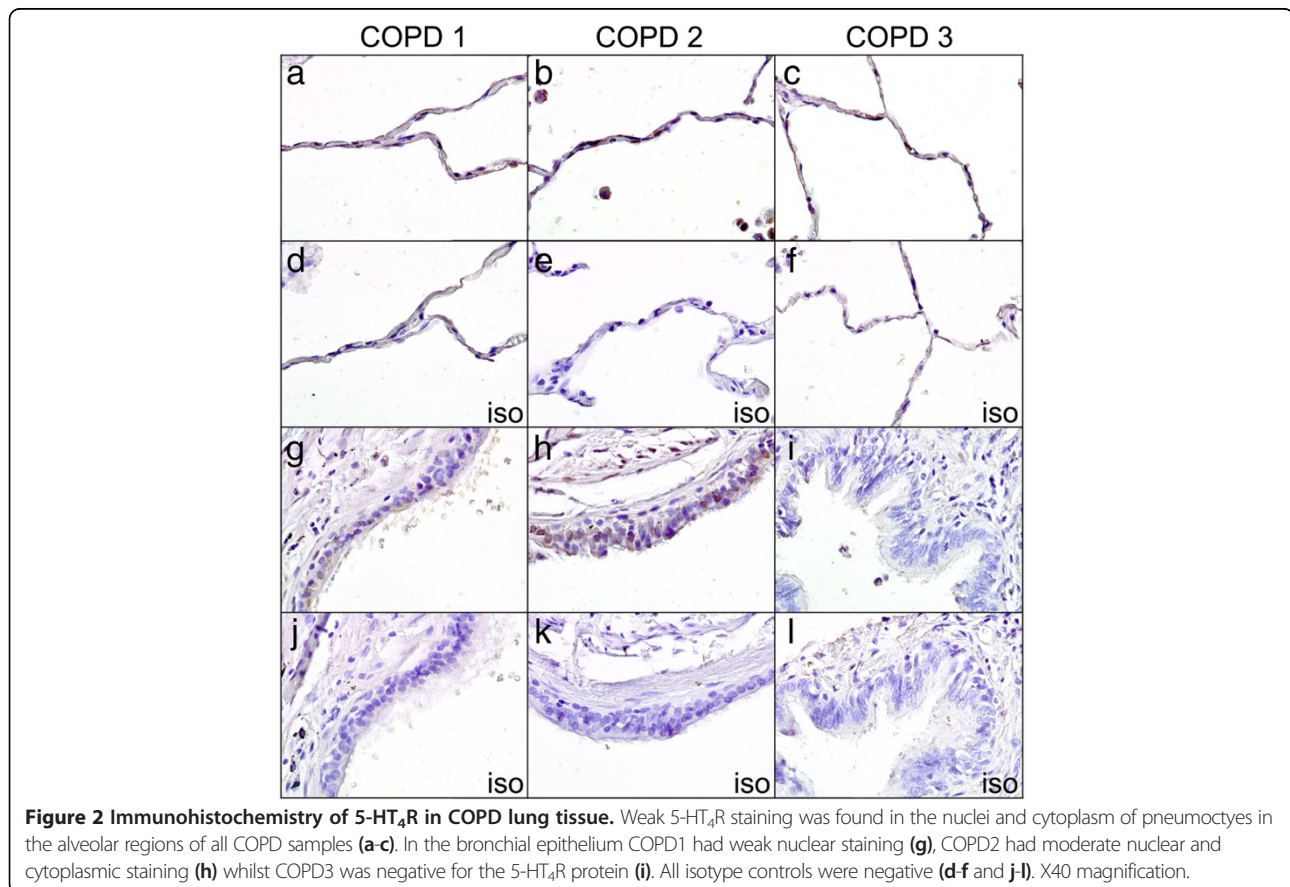 COPD 1 COPD 2 COPD 3
a b c
d e f
iso iso iso
g h i
j k l
iso iso iso
Figure 2 Immunohistochemistry of 5-HT₄R in COPD lung tissue. Weak 5-HT₄R staining was found in the nuclei and cytoplasm of pneumoctyes in
the alveolar regions of all COPD samples (a-c). In the bronchial epithelium COPD1 had weak nuclear staining (g), COPD2 had moderate nuclear and
cytoplasmic staining (h) whilst COPD3 was negative for the 5-HT₄R protein (i). All isotype controls were negative (d-f and j-l). X40 magnification.